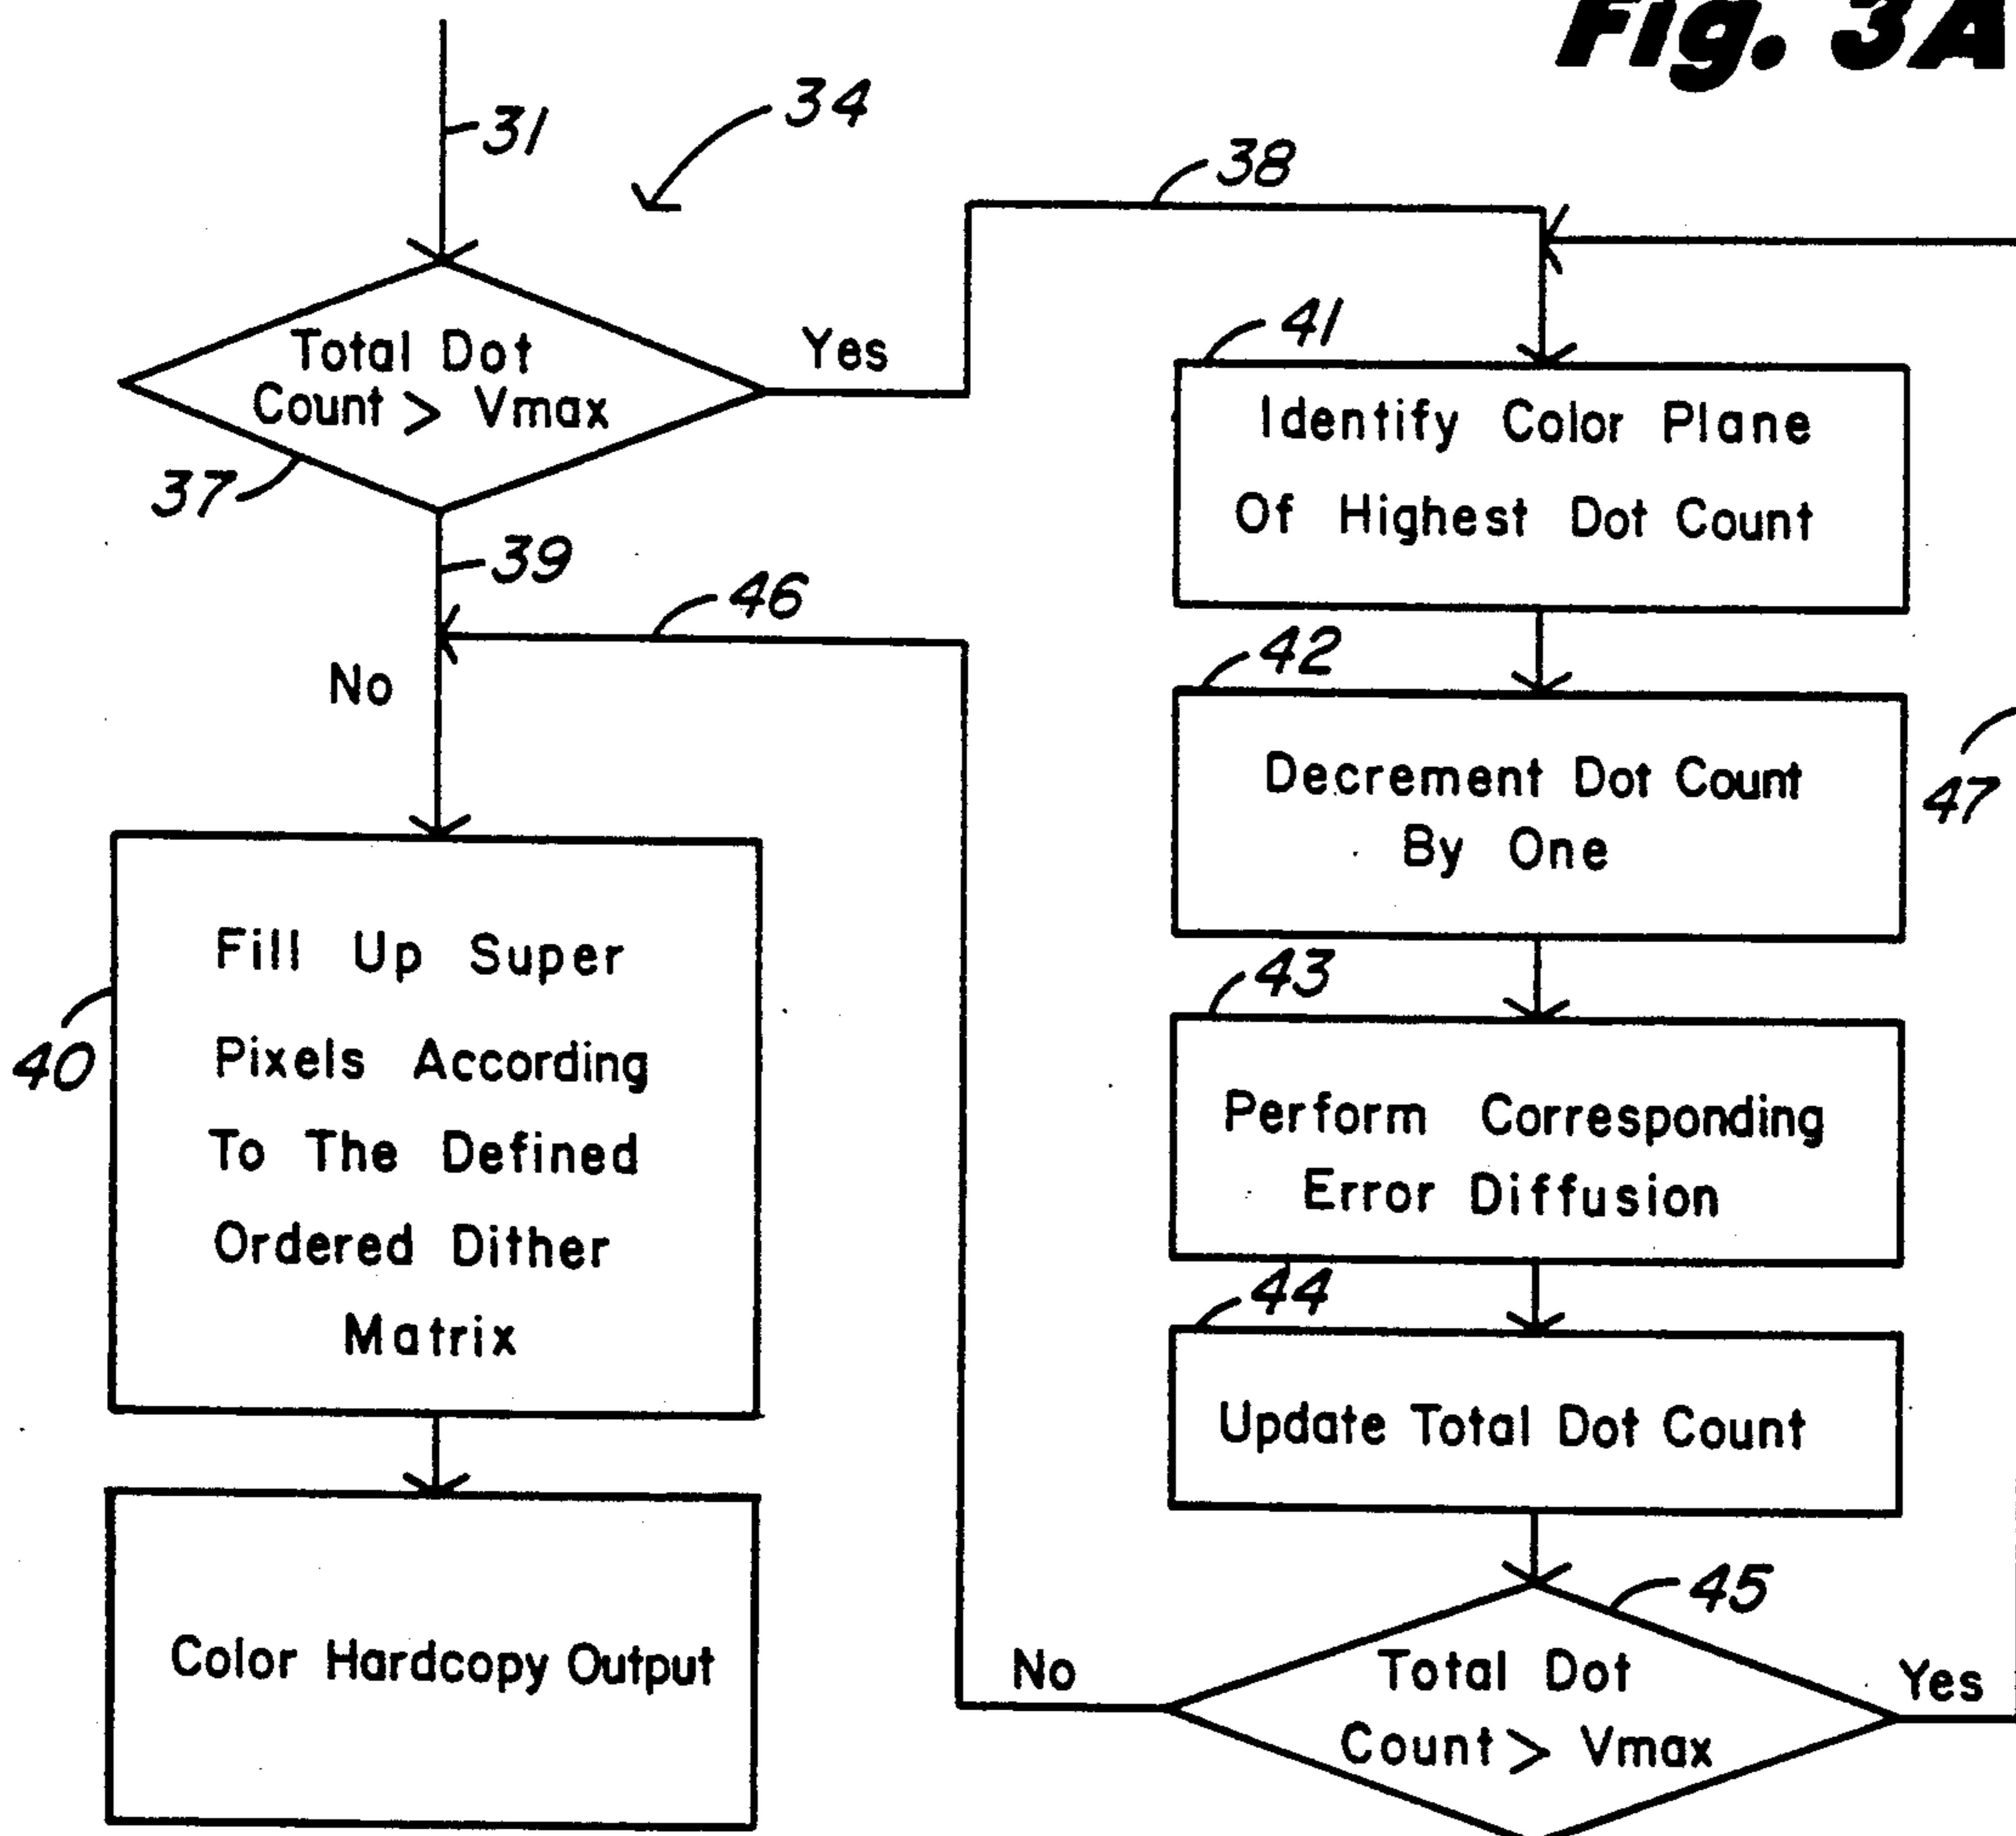 Fig. 3A
31
34
38
Total Dot
Count > Vmax
Yes
37
39
46
No
41
Identify Color Plane
Of Highest Dot Count
42
Decrement Dot Count
By One
47
43
Perform Corresponding
Error Diffusion
44
Update Total Dot Count
45
Total Dot
Count > Vmax
No
Yes
40
Fill Up Super
Pixels According
To The Defined
Ordered Dither
Matrix
Color Hardcopy Output